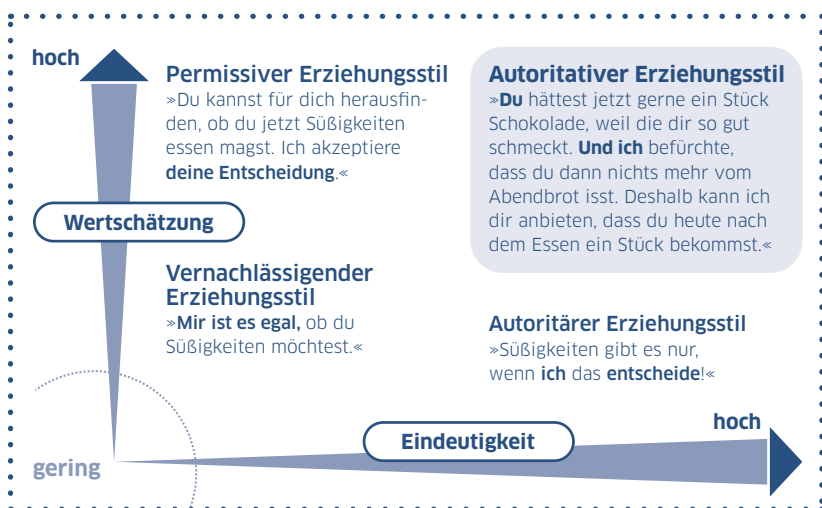 hoch
Permissiver Erziehungsstil
»Du kannst für dich herausfin-
den, ob du jetzt Süßigkeiten
essen magst. Ich akzeptiere
deine Entscheidung.«
Autoritativer Erziehungsstil
»Du hättest jetzt gerne ein Stück
Schokolade, weil die dir so gut
schmeckt. Und ich befürchte,
dass du dann nichts mehr vom
Abendbrot isst. Deshalb kann ich
dir anbieten, dass du heute nach
dem Essen ein Stück bekommst.«
Wertschätzung
Vernachlässigender
Erziehungsstil
»Mir ist es egal, ob du
Süßigkeiten möchtest.«
Autoritärer Erziehungsstil
»Süßigkeiten gibt es nur,
wenn ich das entscheide!«
hoch
Eindeutigkeit
gering